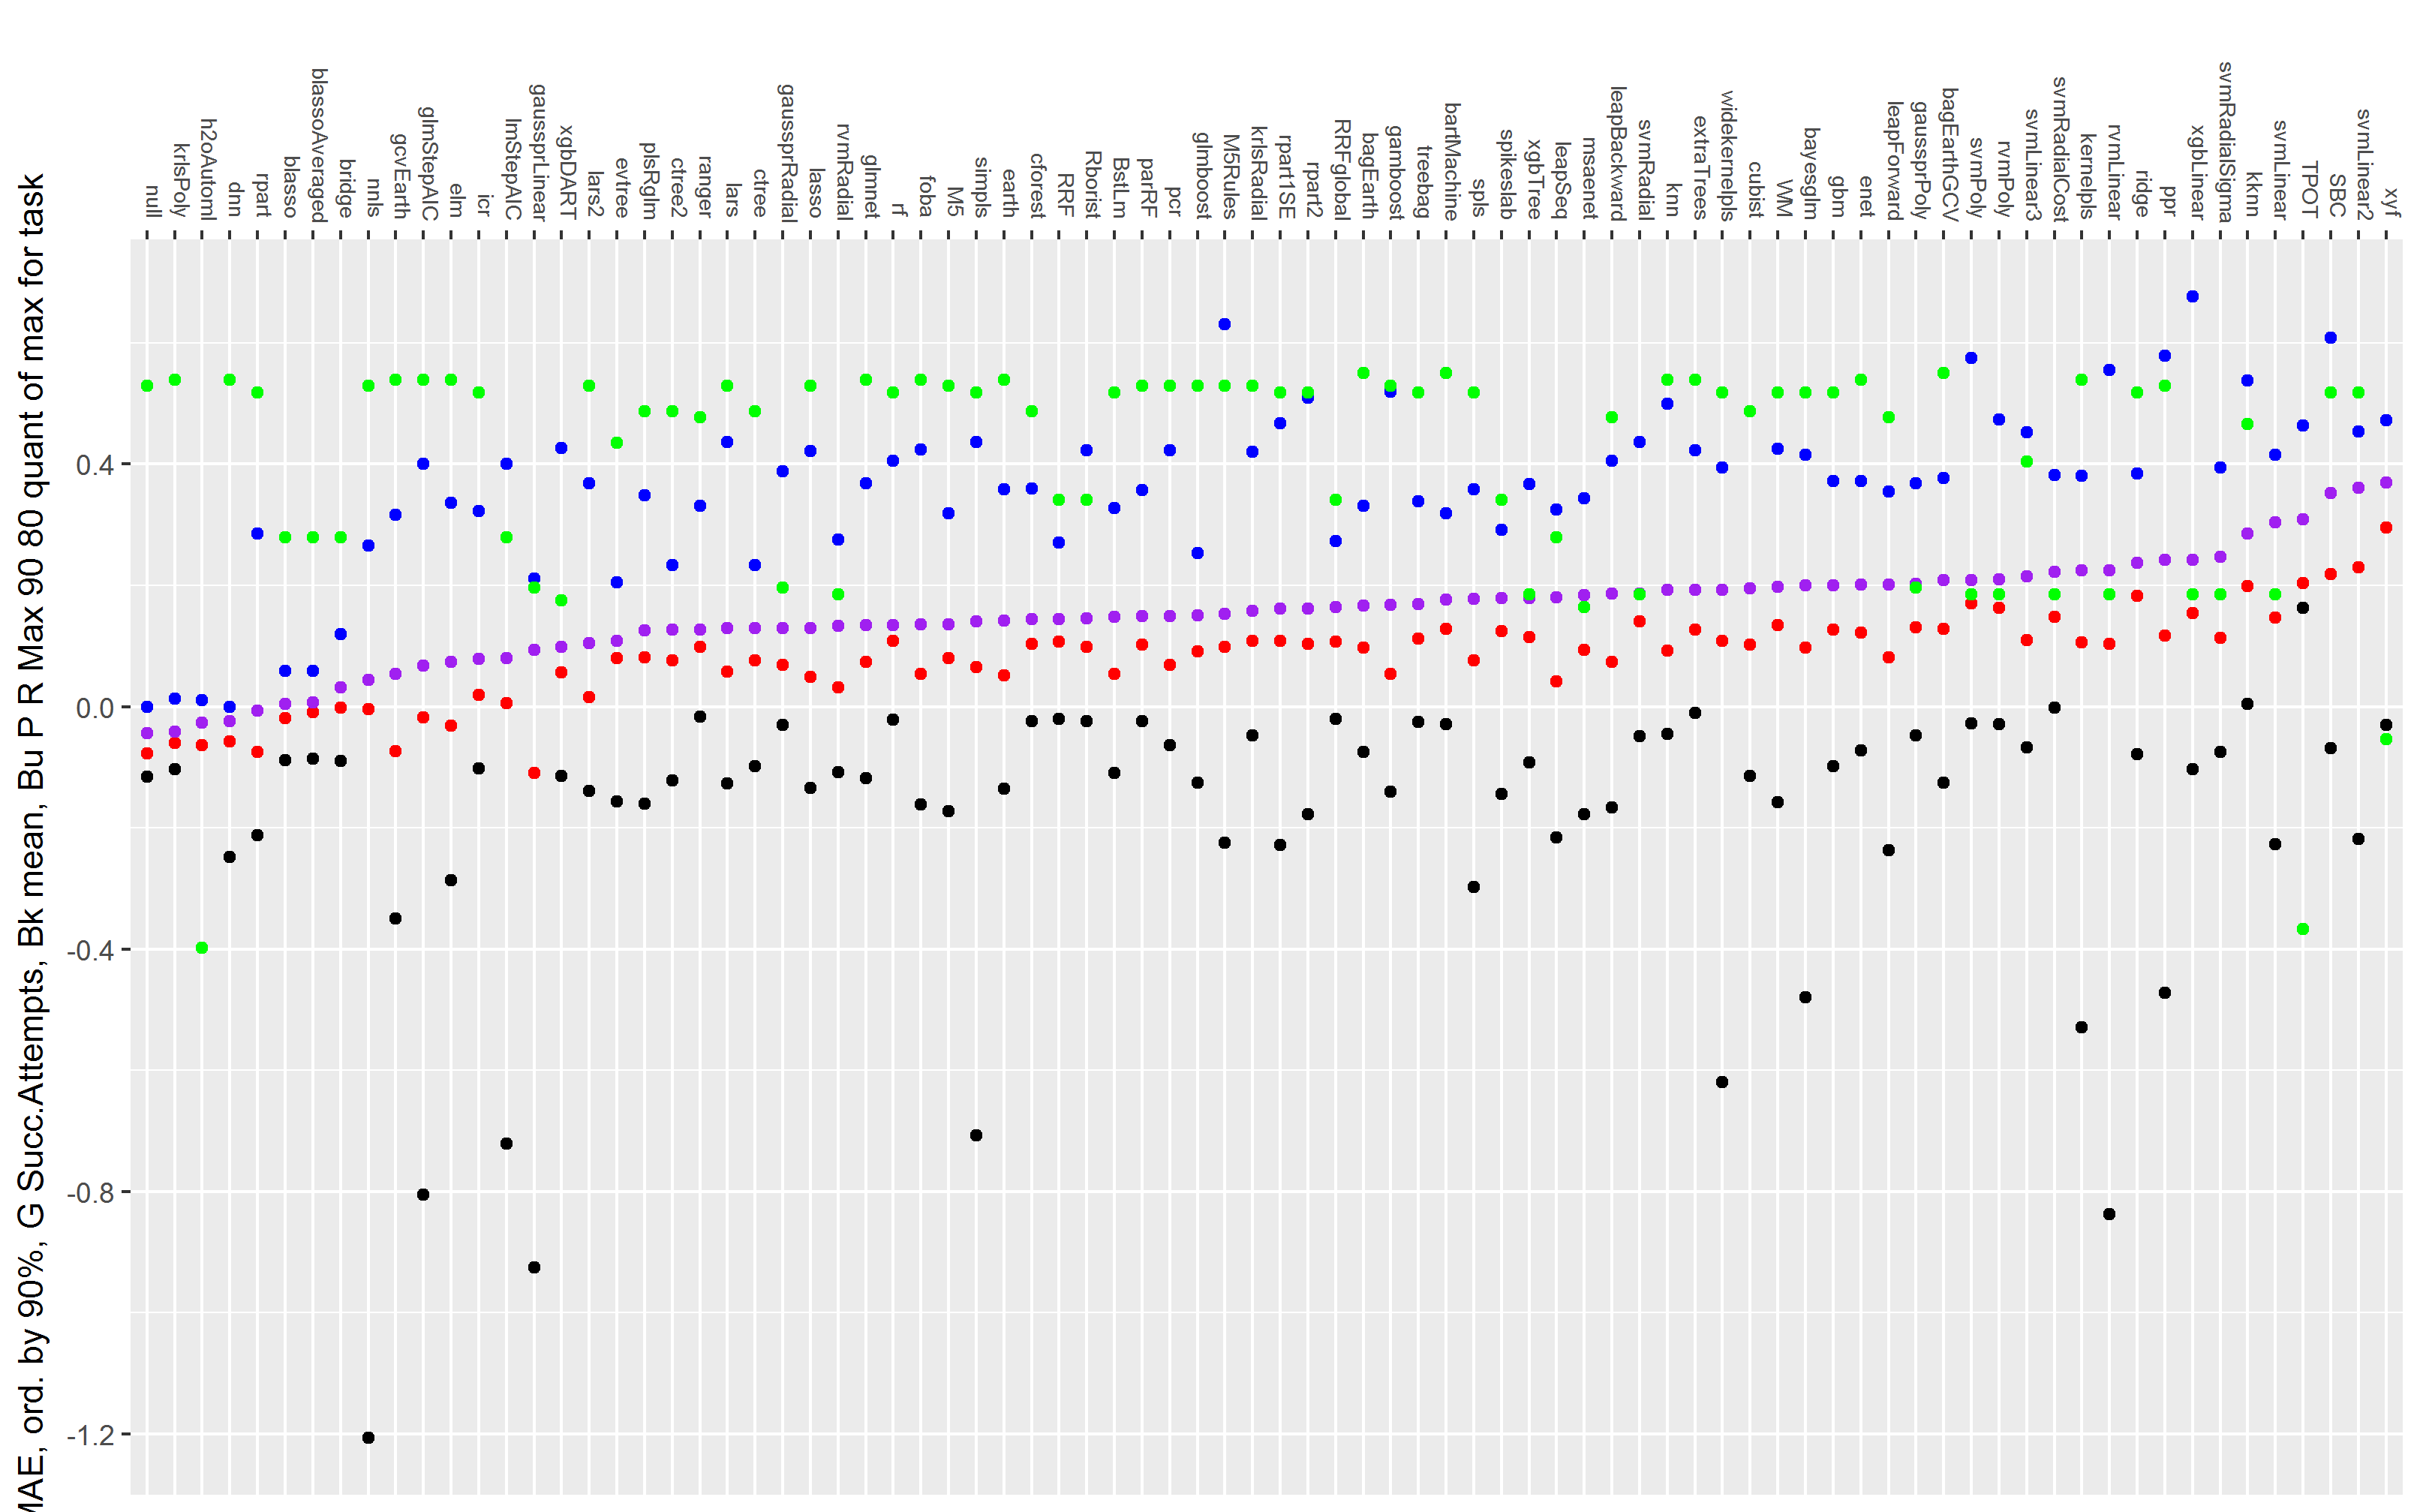 null
krlsPoly
h2oAutoml
dnn
rpart
blasso
blassoAveraged
bridge
nnls
gcvEarth
glmStepAIC
elm
icr
lmStepAIC
gaussprLinear
xgbDART
lars2
evtree
plsRglm
ctree2
ranger
lars
ctree
gaussprRadial
lasso
rvmRadial
glmnet
rf
foba
M5
simpls
earth
cforest
RRF
Rborist
BstLm
parRF
pcr
glmboost
M5Rules
krlsRadial
rpart1SE
rpart2
RRFglobal
bagEarth
gamboost
treebag
bartMachine
spls
spikeslab
xgbTree
leapSeq
msaenet
leapBackward
svmRadial
knn
extraTrees
widekernelpls
cubist
WM
bayesglm
gbm
enet
leapForward
gaussprPoly
bagEarthGCV
svmPoly
rvmPoly
svmLinear3
svmRadialCost
kernelpls
rvmLinear
ridge
ppr
xgbLinear
svmRadialSigma
kknn
svmLinear
TPOT
SBC
svmLinear2
xyf
MAE, ord. by 90%, G Succ.Attempts, Bk mean, Bu P R Max 90 80 quant of max for task
0.4
0.0
-0.4
-0.8
-1.2